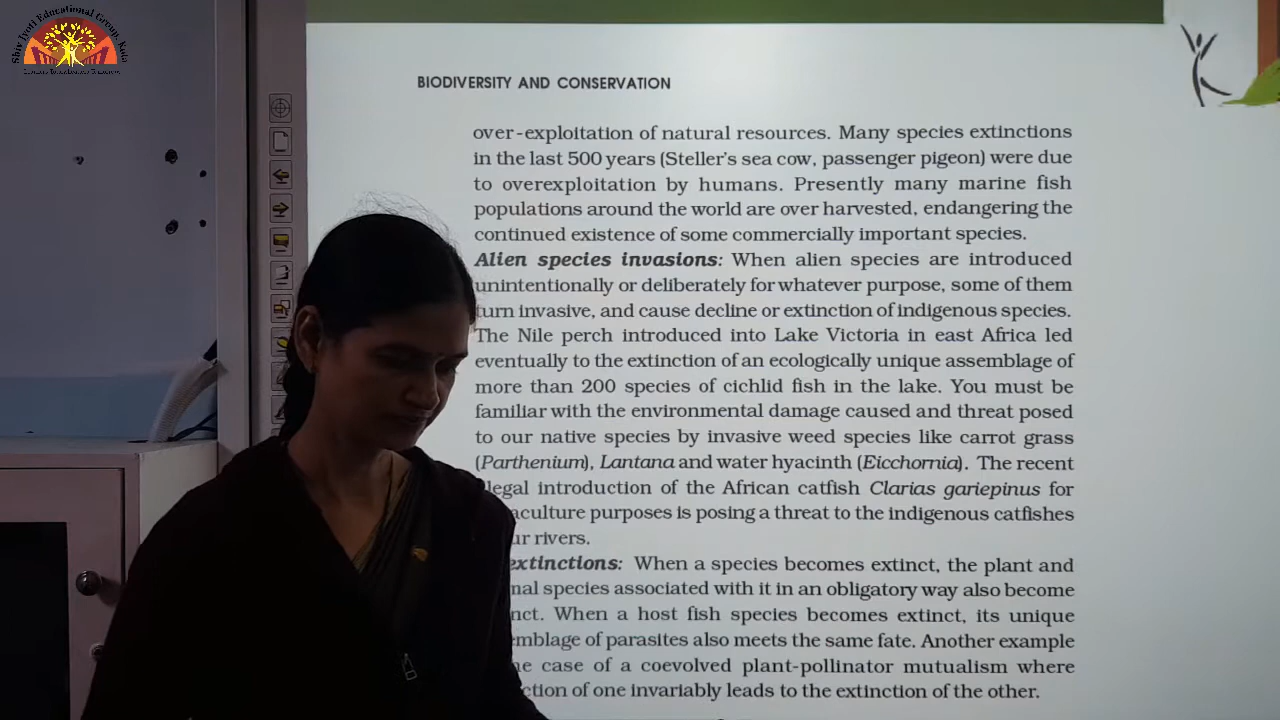 Shiv Jyoti Educational Group, Kota
BIODIVERSITY AND CONSERVATION
over-exploitation of natural resources. Many species extinctions
in the last 500 years (Steller's sea cow, passenger pigeon) were due
to overexploitation by humans. Presently many marine fish
populations around the world are over harvested, endangering the
continued existence of some commercially important species.
Alien species invasions: When alien species are introduced
unintentionally or deliberately for whatever purpose, some of them
turn invasive, and cause decline or extinction of indigenous species.
The Nile perch introduced into Lake Victoria in east Africa led
eventually to the extinction of an ecologically unique assemblage of
more than 200 species of cichlid fish in the lake. You must be
familiar with the environmental damage caused and threat posed
to our native species by invasive weed species like carrot grass
(Parthenium), Lantana and water hyacinth (Eicchornia). The recent
legal introduction of the African catfish Clarias gariepinus for
aculture purposes is posing a threat to the indigenous catfishes
ur rivers.
extinctions: When a species becomes extinct, the plant and
mal species associated with it in an obligatory way also become
nct. When a host fish species becomes extinct, its unique
emblage of parasites also meets the same fate. Another example
e case of a coevolved plant-pollinator mutualism where
ction of one invariably leads to the extinction of the other.